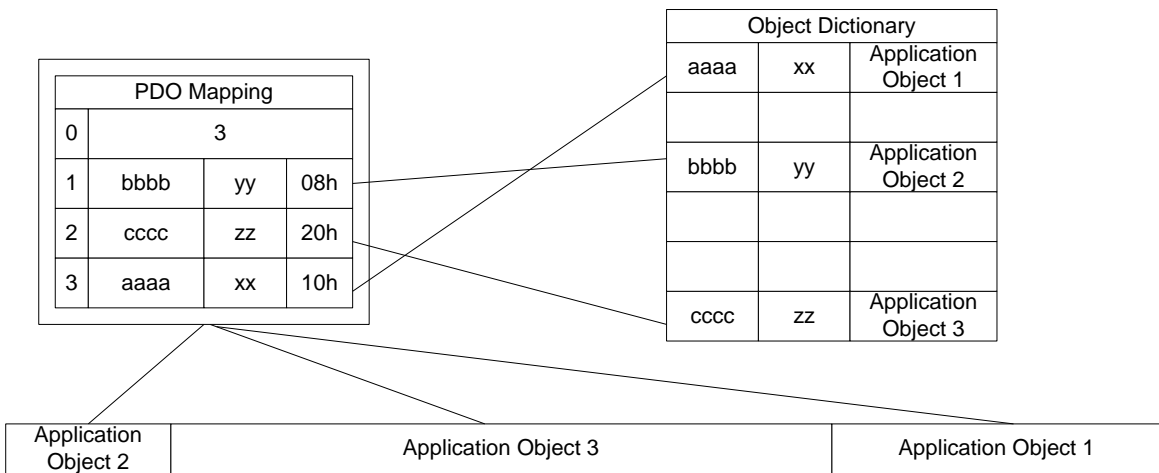 PDO Mapping
0 3
1 bbbb yy 08h
2 cccc zz 20h
3 aaaa xx 10h
Object Dictionary
aaaa xx Application
Object 1
bbbb yy Application
Object 2
cccc zz Application
Object 3
Application
Object 2
Application Object 3
Application Object 1